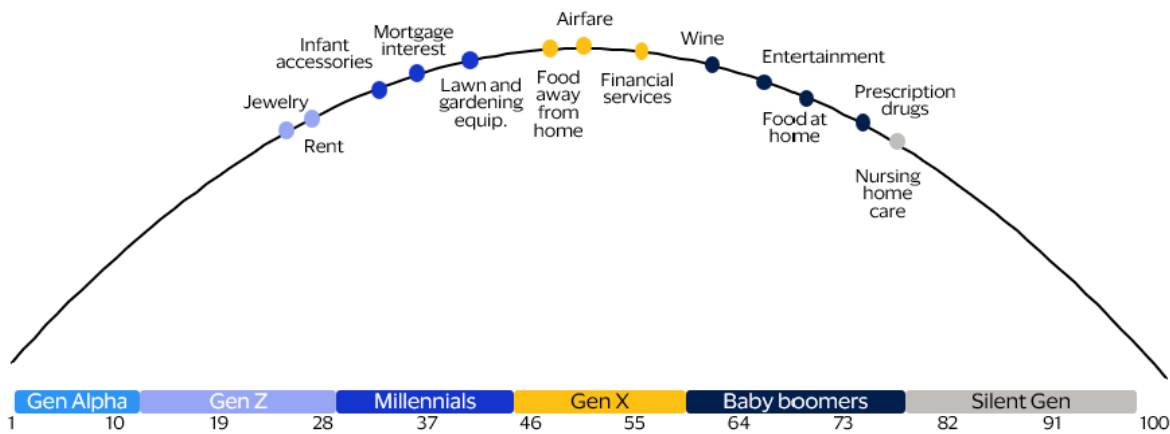 Airfare
Mortgage
interest
Infant
accessories
Wine
Entertainment
Lawn and
gardening
equip.
Food
away
from
home
Financial
services
Jewelry
Rent
Food at
home
Prescription
drugs
Nursing
home
care
Gen Alpha
Gen Z
Millennials
Gen X
Baby boomers
Silent Gen
1 10 19 28 37 46 55 64 73 82 91 100